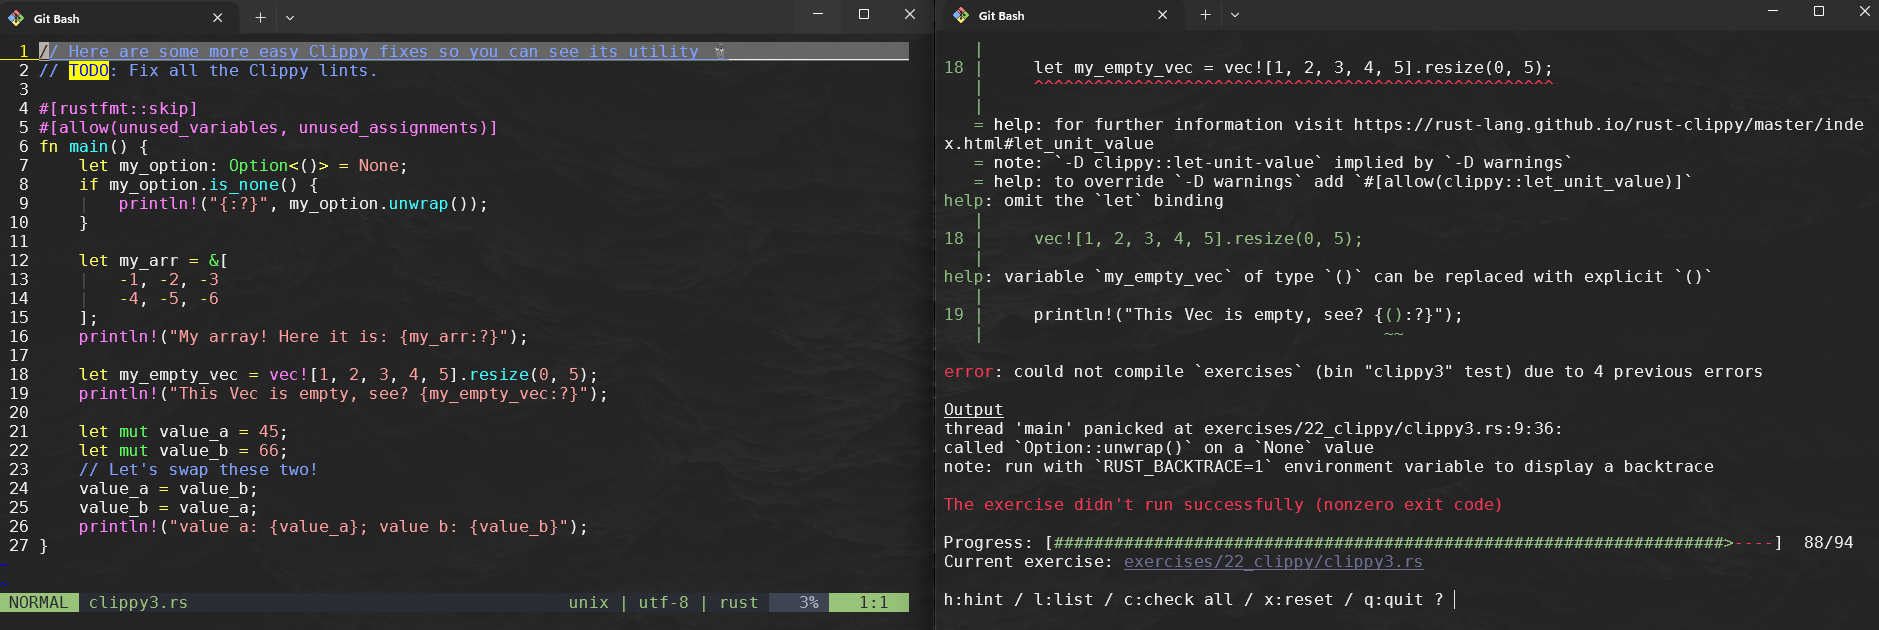 Git Bash
1 // Here are some more easy Clippy fixes so you can see its utility 📎
2 // TODO: Fix all the Clippy lints.
3
4 #[rustfmt::skip]
5 #[allow(unused_variables, unused_assignments)]
6 fn main() {
7     let my_option: Option<()> = None;
8     if my_option.is_none() {
9     |   println!("{:?}", my_option.unwrap());
10     }
11
12     let my_arr = &[
13     |   -1, -2, -3
14     |   -4, -5, -6
15     ];
16     println!("My array! Here it is: {my_arr:?}");
17
18     let my_empty_vec = vec![1, 2, 3, 4, 5].resize(0, 5);
19     println!("This Vec is empty, see? {my_empty_vec:?}");
20
21     let mut value_a = 45;
22     let mut value_b = 66;
23     // Let's swap these two!
24     value_a = value_b;
25     value_b = value_a;
26     println!("value a: {value_a}; value b: {value_b}");
27 }
NORMAL clippy3.rs unix | utf-8 | rust 3% 1:1
Git Bash
   |
18 |     let my_empty_vec = vec![1, 2, 3, 4, 5].resize(0, 5);
   |     ^^^^^^^^^^^^^^^^^^^^^^^^^^^^^^^^^^^^^^^^^^^^^^^^^^^^
   |
   = help: for further information visit https://rust-lang.github.io/rust-clippy/master/inde
x.html#let_unit_value
   = note: `-D clippy::let-unit-value` implied by `-D warnings`
   = help: to override `-D warnings` add `#[allow(clippy::let_unit_value)]`
help: omit the `let` binding
   |
18 |     vec![1, 2, 3, 4, 5].resize(0, 5);
   |
help: variable `my_empty_vec` of type `()` can be replaced with explicit `()`
   |
19 |     println!("This Vec is empty, see? {():?}");
   |                                        ~~
error: could not compile `exercises` (bin "clippy3" test) due to 4 previous errors
Output
thread 'main' panicked at exercises/22_clippy/clippy3.rs:9:36:
called `Option::unwrap()` on a `None` value
note: run with `RUST_BACKTRACE=1` environment variable to display a backtrace
The exercise didn't run successfully (nonzero exit code)
Progress: [###################################################################>----]  88/94
Current exercise: exercises/22_clippy/clippy3.rs
h:hint / l:list / c:check all / x:reset / q:quit ?